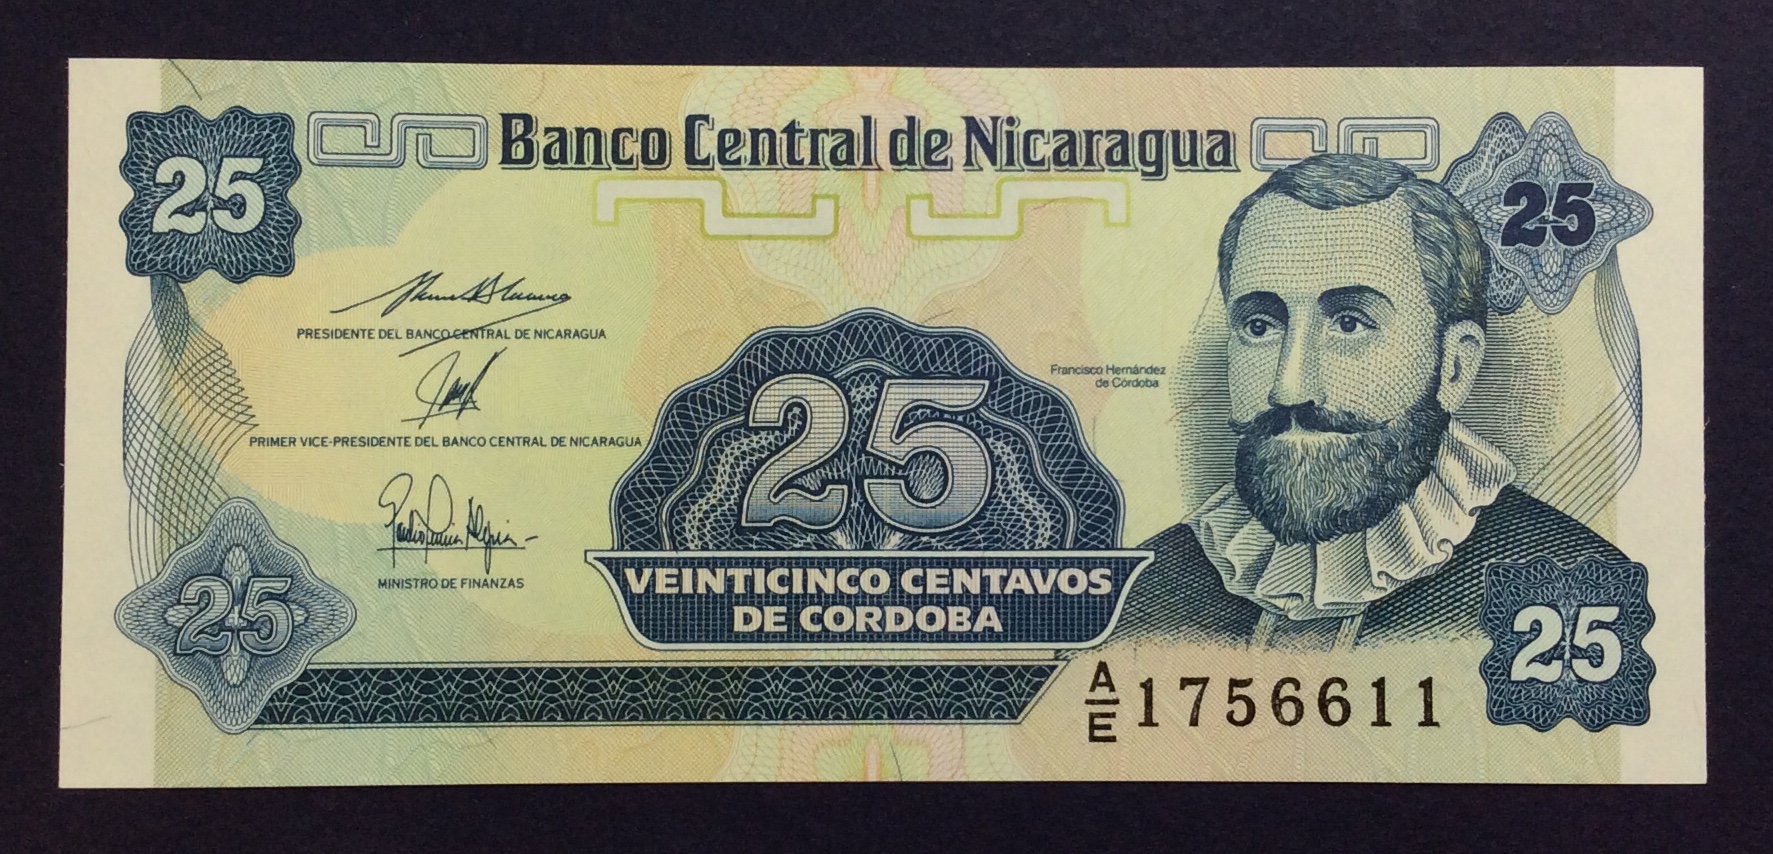 Banco Central de Nicaragua
25
25
PRESIDENTE DEL BANCO CENTRAL DE NICARAGUA
Francisco Hernández
de Córdoba
25
PRIMER VICE-PRESIDENTE DEL BANCO CENTRAL DE NICARAGUA
MINISTRO DE FINANZAS
VEINTICINCO CENTAVOS
DE CORDOBA
25
25
A/E 1756611